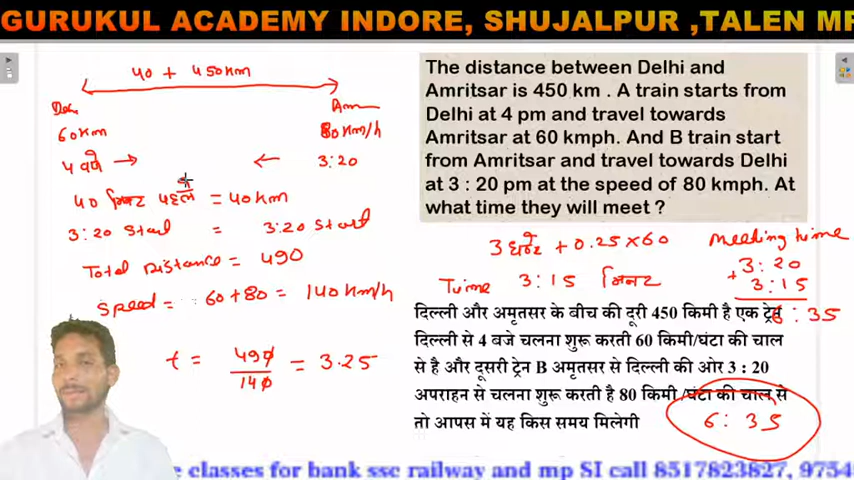 GURUKUL ACADEMY INDORE, SHUJALPUR ,TALEN MP
40 + 450km
60km
80km/h
4 बजे →
← 3:20
40 मिनट पहले = 40km
3:20 Start = 3:20 Start
Total Distance = 490
Speed = 60+80 = 140 km/h
t = 490/140 = 3.25
The distance between Delhi and
Amritsar is 450 km . A train starts from
Delhi at 4 pm and travel towards
Amritsar at 60 kmph. And B train start
from Amritsar and travel towards Delhi
at 3 : 20 pm at the speed of 80 kmph. At
what time they will meet ?
3 घण्टे + 0.25×60
Time 3:15 मिनट
Meeting time
3:20
+ 3:15
6:35
दिल्ली और अमृतसर के बीच की दूरी 450 किमी है एक ट्रेन
दिल्ली से 4 बजे चलना शुरू करती 60 किमी/घंटा की चाल
से है और दूसरी ट्रेन B अमृतसर से दिल्ली की ओर 3 : 20
अपराहन से चलना शुरू करती है 80 किमी /घंटा की चाल से
तो आपस में यह किस समय मिलेगी
6:35
e classes for bank ssc railway and mp SI call 8517823827, 9754